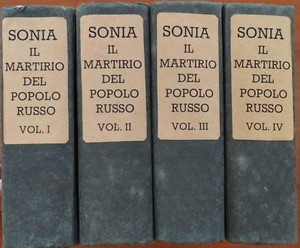 SONIA
IL
MARTIRIO
DEL
POPOLO
RUSSO
VOL. I
SONIA
IL
MARTIRIO
DEL
POPOLO
RUSSO
VOL. II
SONIA
IL
MARTIRIO
DEL
POPOLO
RUSSO
VOL. III
SONIA
IL
MARTIRIO
DEL
POPOLO
RUSSO
VOL. IV